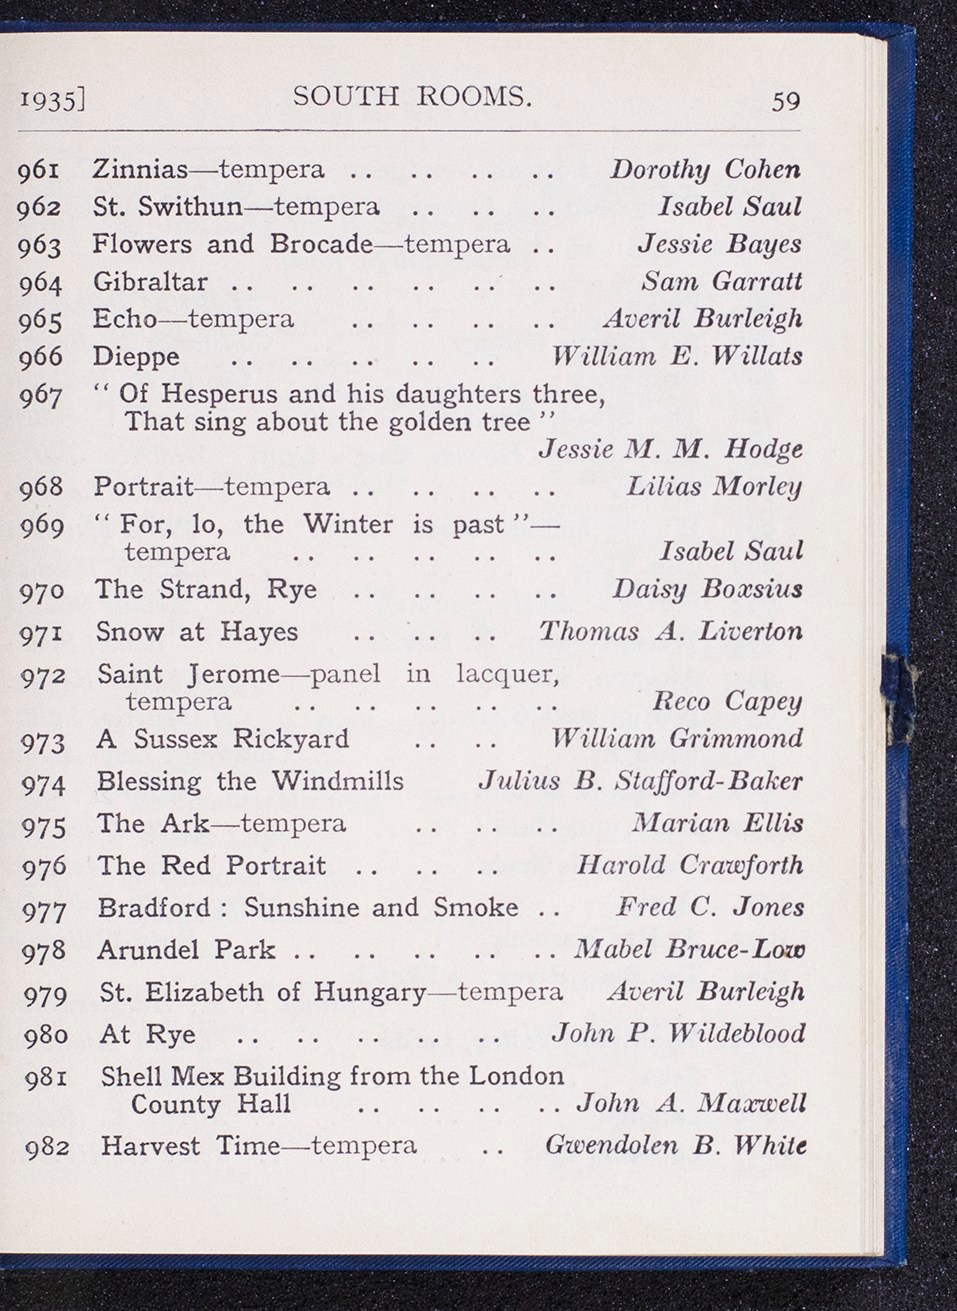 1935] SOUTH ROOMS. 59
961 Zinnias—tempera .. .. .. .. Dorothy Cohen
962 St. Swithun—tempera .. .. .. Isabel Saul
963 Flowers and Brocade—tempera .. Jessie Bayes
964 Gibraltar .. .. .. .. .. .. Sam Garratt
965 Echo—tempera .. .. .. .. Averil Burleigh
966 Dieppe .. .. .. .. .. William E. Willats
967 “ Of Hesperus and his daughters three,
That sing about the golden tree ”
Jessie M. M. Hodge
968 Portrait—tempera .. .. .. .. Lilias Morley
969 “ For, lo, the Winter is past ”—
tempera .. .. .. .. .. Isabel Saul
970 The Strand, Rye .. .. .. .. Daisy Boxsius
971 Snow at Hayes .. .. .. Thomas A. Liverton
972 Saint Jerome—panel in lacquer,
tempera .. .. .. .. .. Reco Capey
973 A Sussex Rickyard .. .. William Grimmond
974 Blessing the Windmills Julius B. Stafford-Baker
975 The Ark—tempera .. .. .. Marian Ellis
976 The Red Portrait .. .. .. Harold Crawforth
977 Bradford : Sunshine and Smoke .. Fred C. Jones
978 Arundel Park .. .. .. .. .. Mabel Bruce-Low
979 St. Elizabeth of Hungary—tempera Averil Burleigh
980 At Rye .. .. .. .. .. John P. Wildeblood
981 Shell Mex Building from the London
County Hall .. .. .. .. John A. Maxwell
982 Harvest Time—tempera .. Gwendolen B. White